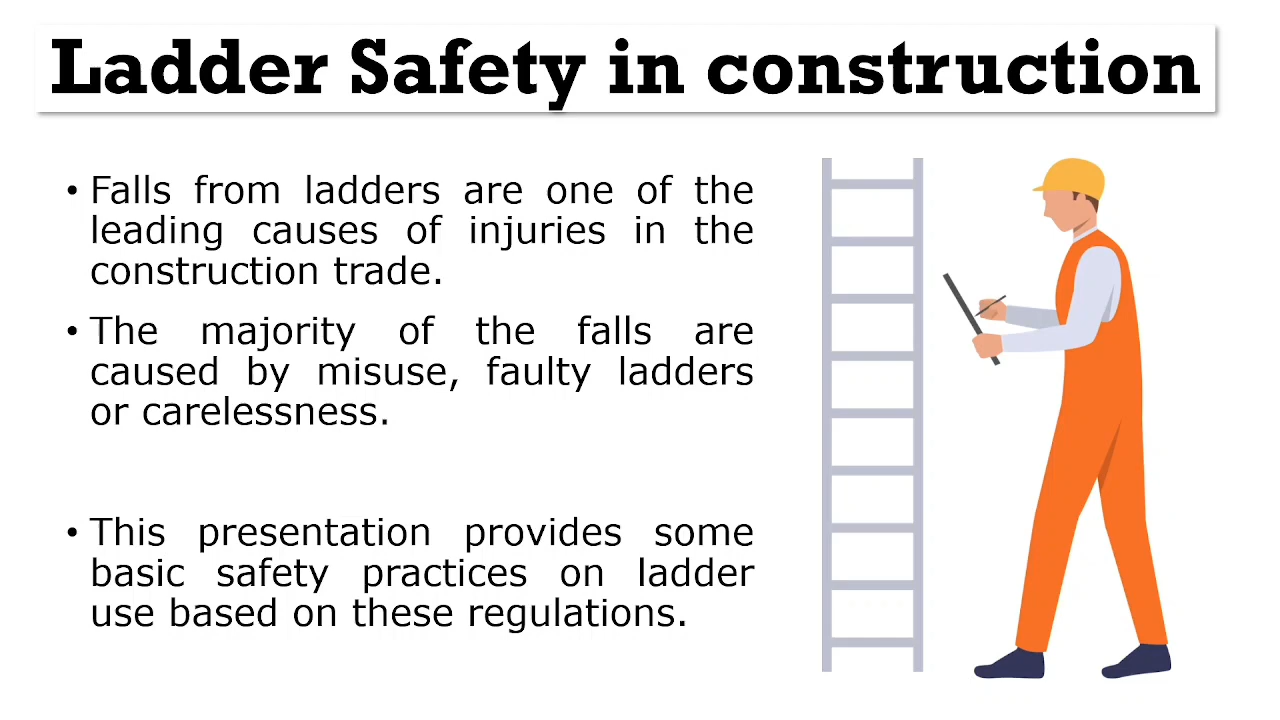 Ladder Safety in construction
• Falls from ladders are one of the
leading causes of injuries in the
construction trade.
• The majority of the falls are
caused by misuse, faulty ladders
or carelessness.
• This presentation provides some
basic safety practices on ladder
use based on these regulations.